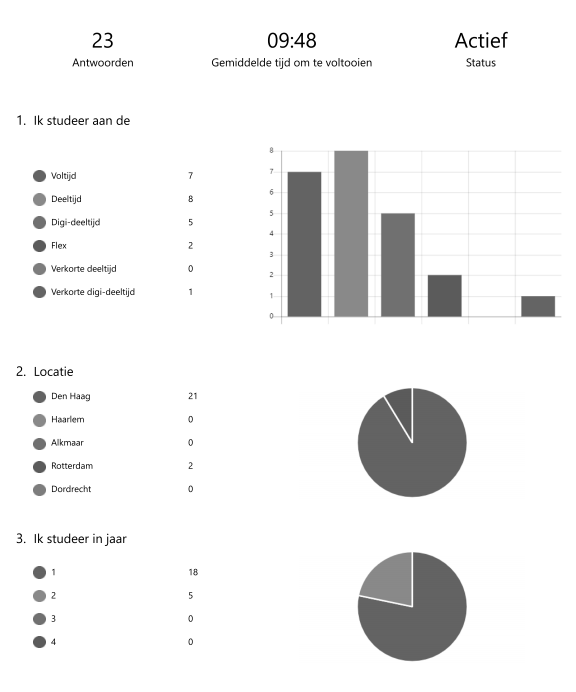 23 09:48 Actief
Antwoorden Gemiddelde tijd om te voltooien Status
1. Ik studeer aan de
Voltijd 7
Deeltijd 8
Digi-deeltijd 5
Flex 2
Verkorte deeltijd 0
Verkorte digi-deeltijd 1
8
7
6
5
4
3
2
1
0
2. Locatie
Den Haag 21
Haarlem 0
Alkmaar 0
Rotterdam 2
Dordrecht 0
3. Ik studeer in jaar
1 18
2 5
3 0
4 0